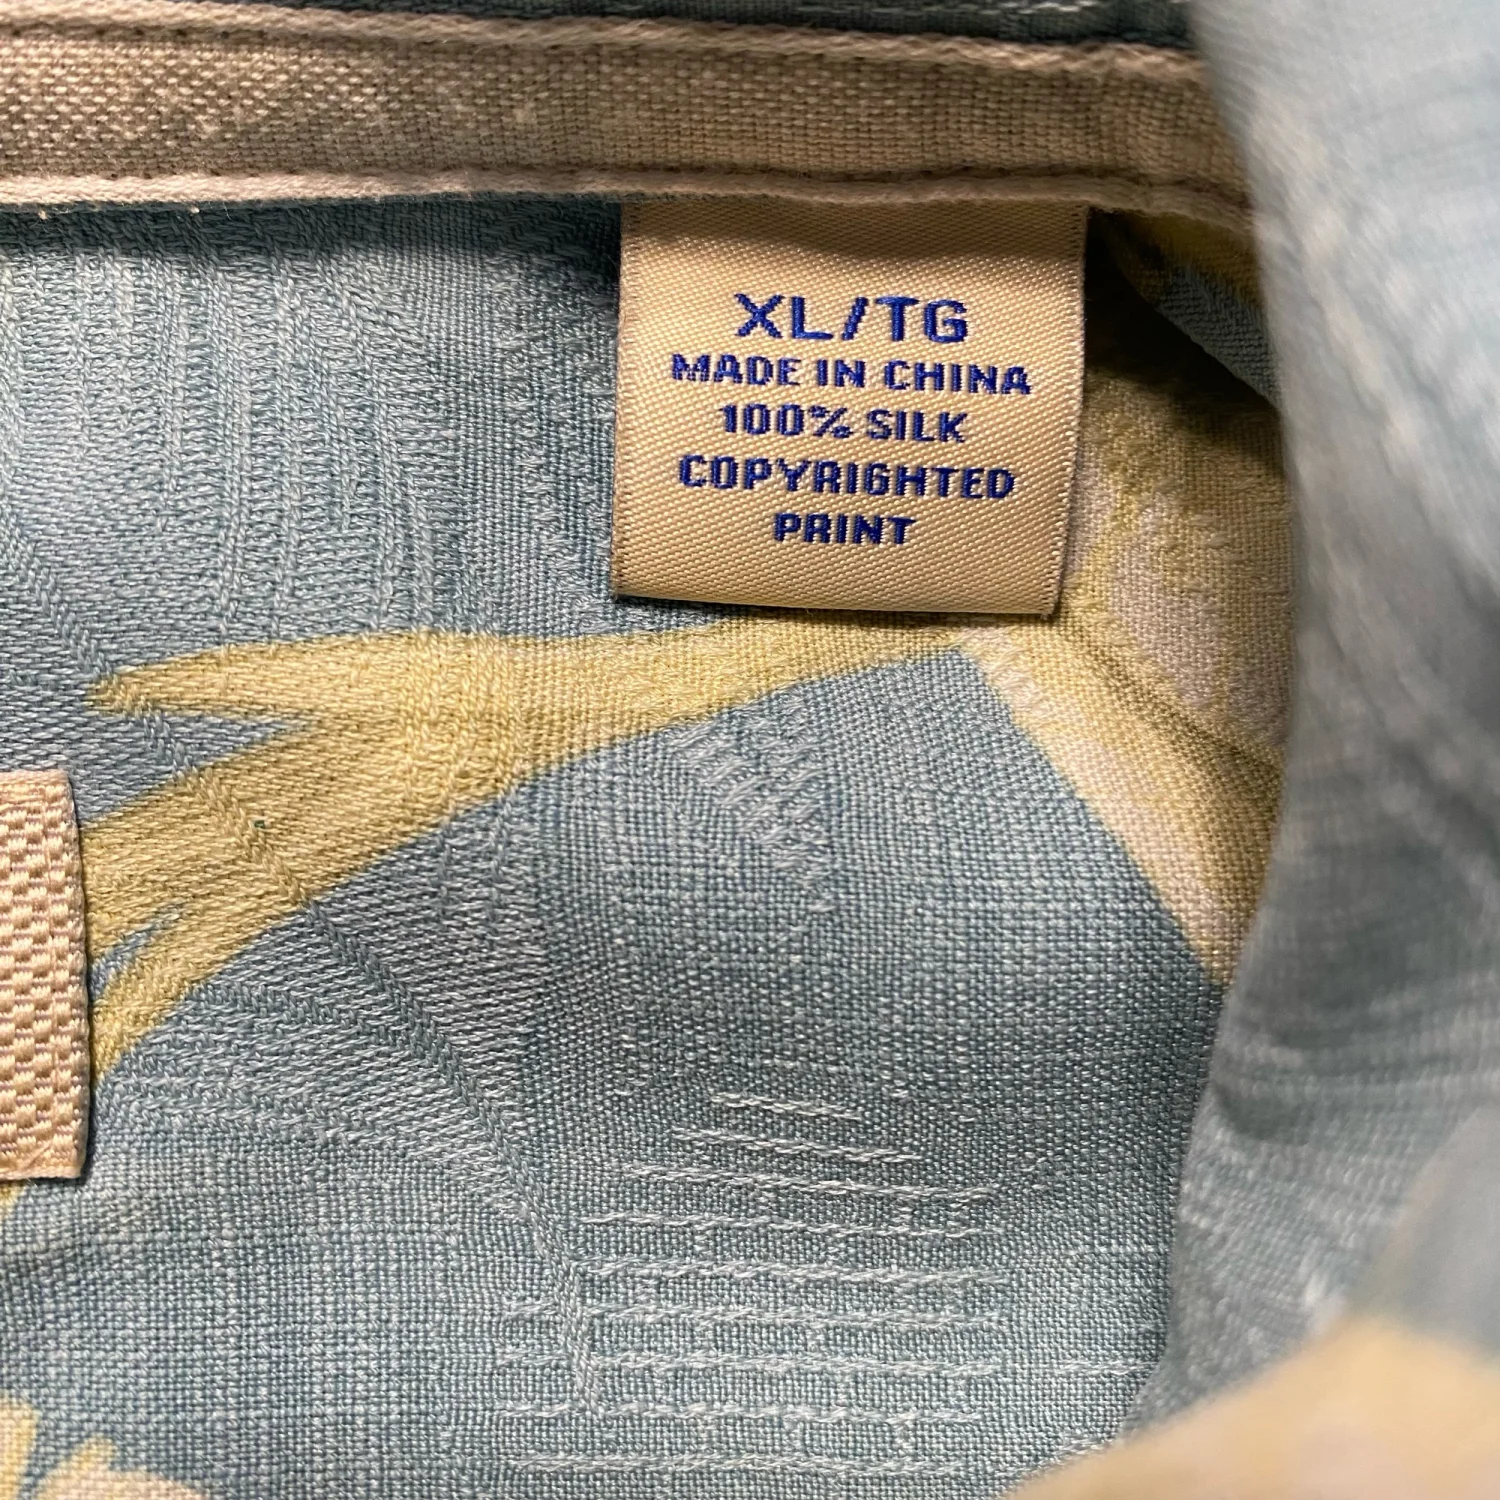 XL/TG
MADE IN CHINA
100% SILK
COPYRIGHTED
PRINT